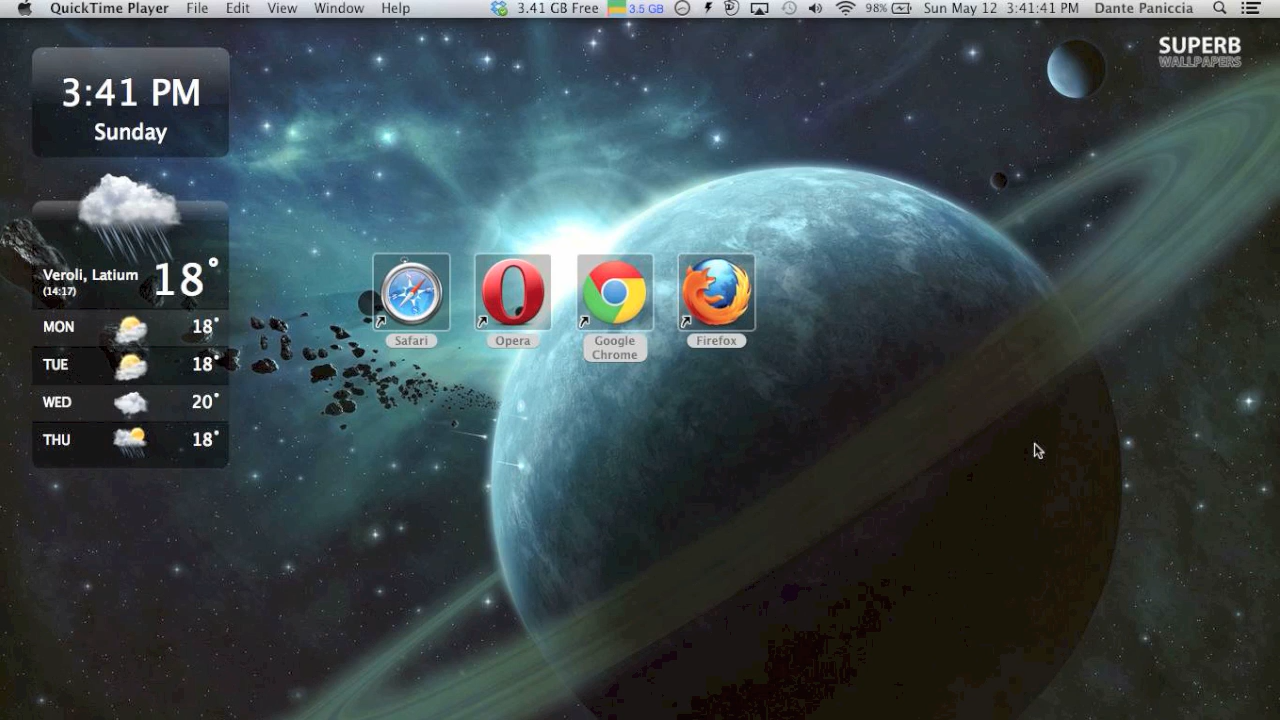 QuickTime Player File Edit View Window Help 3.41 GB Free 3.5 GB 98% Sun May 12 3:41:41 PM Dante Paniccia
SUPERB
WALLPAPERS
3:41 PM
Sunday
Veroli, Latium 18°
(14:17)
MON 18°
TUE 18°
WED 20°
THU 18°
Safari Opera Google Chrome Firefox